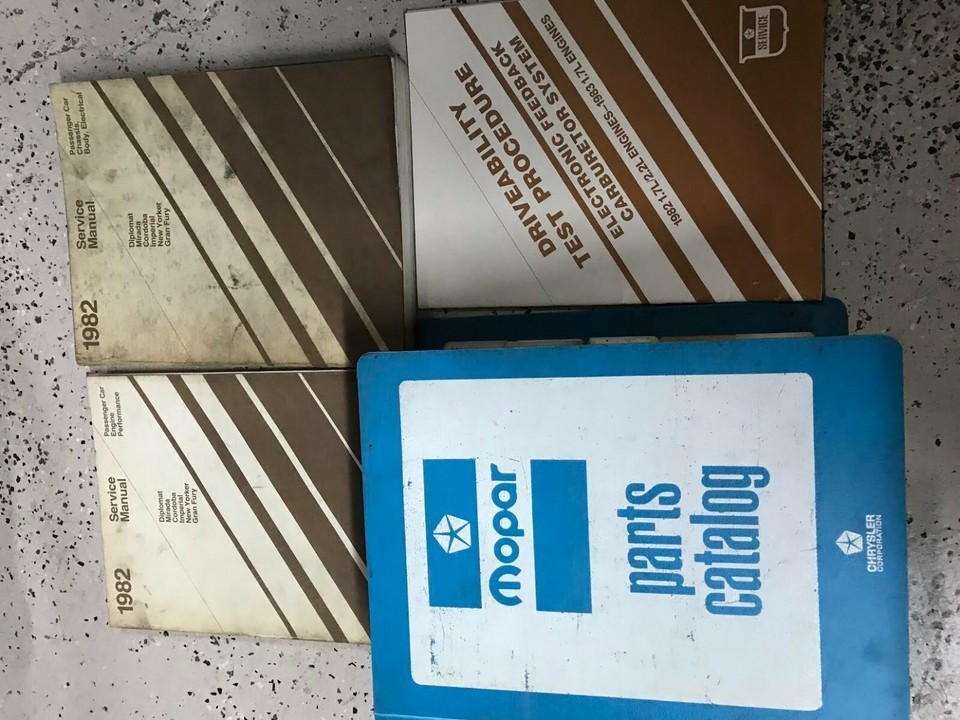 1982
Service
Manual
Passenger Car
Chassis,
Body, Electrical
Diplomat
Mirada
Cordoba
Imperial
New Yorker
Gran Fury
1982
Service
Manual
Passenger Car
Engine
Performance
Diplomat
Mirada
Cordoba
Imperial
New Yorker
Gran Fury
DRIVEABILITY
TEST PROCEDURE
ELECTRONIC FEEDBACK
CARBURETOR SYSTEM
1982 1.7L, 2.2L ENGINES—1983 1.7L ENGINES
SERVICE
mopar
parts
catalog
CHRYSLER
CORPORATION